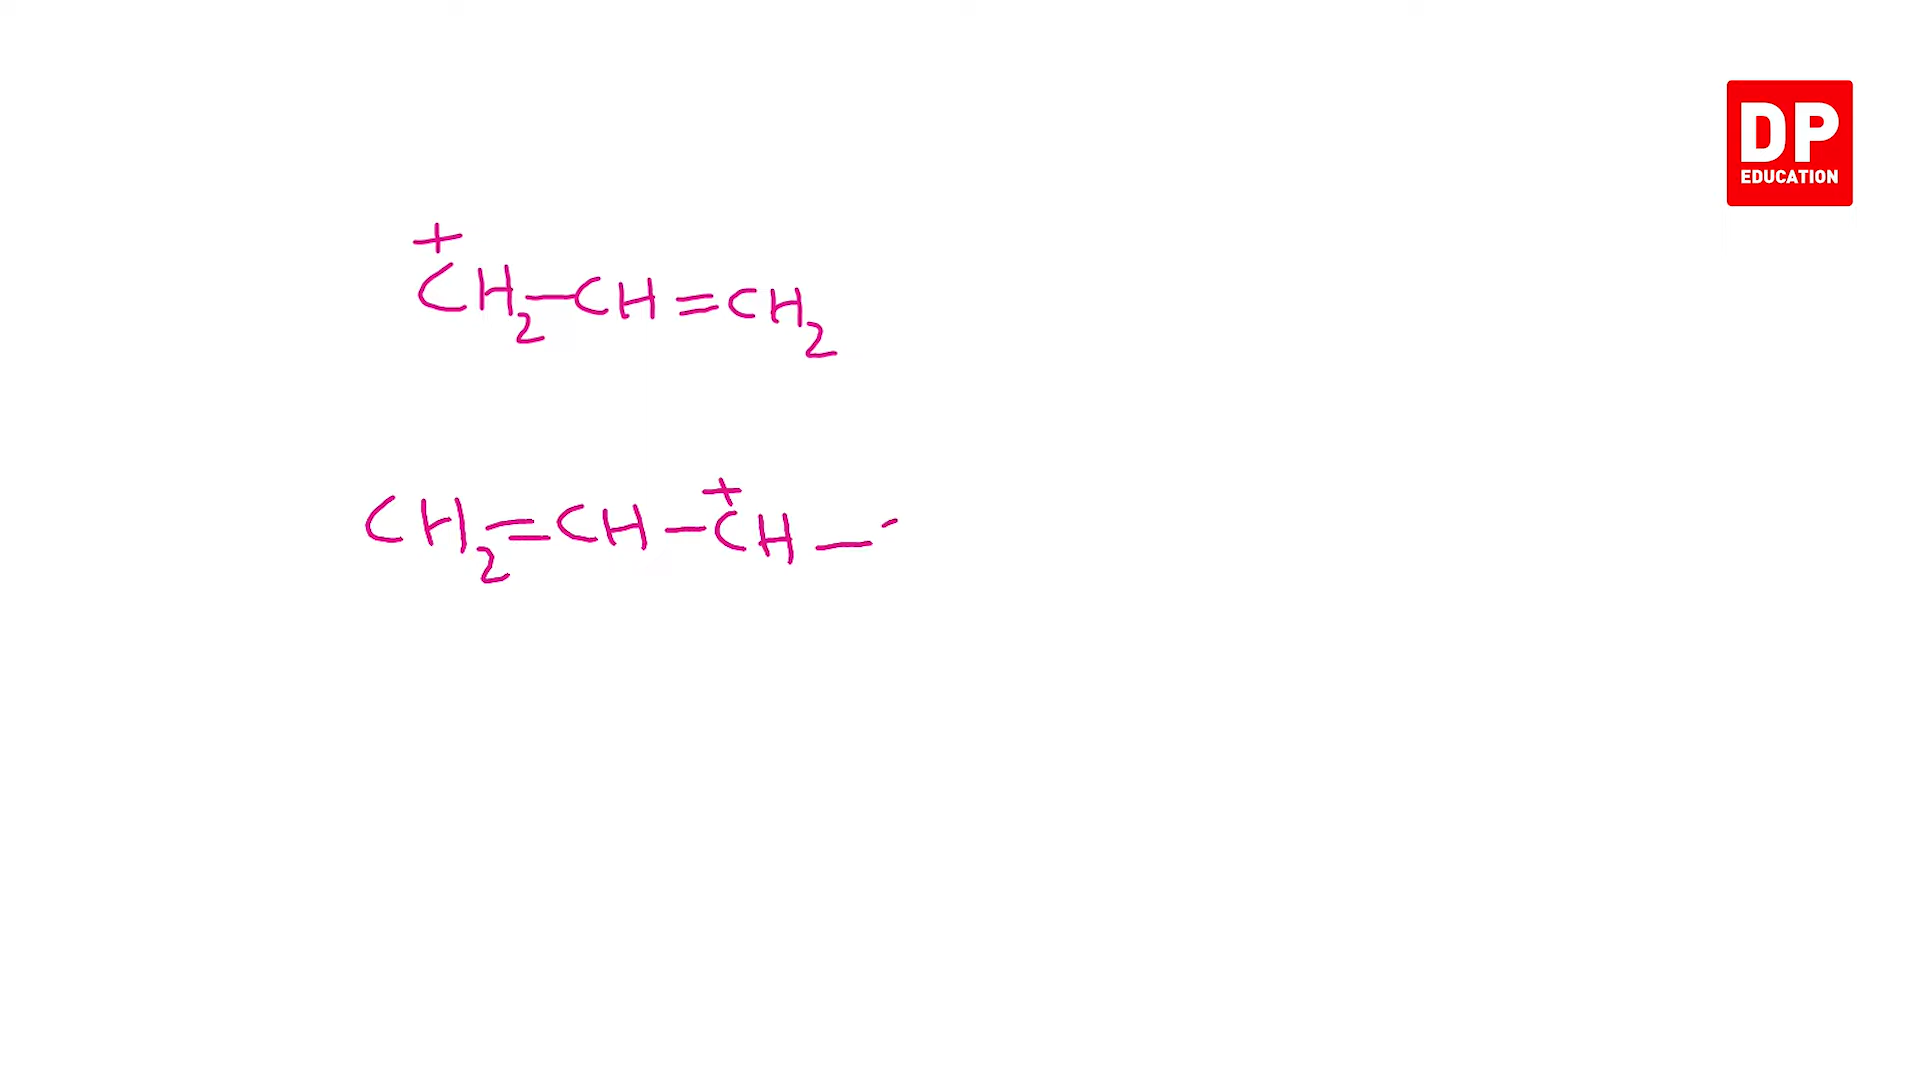 DP
EDUCATION
+
CH₂–CH=CH₂
+
CH₂=CH–CH–